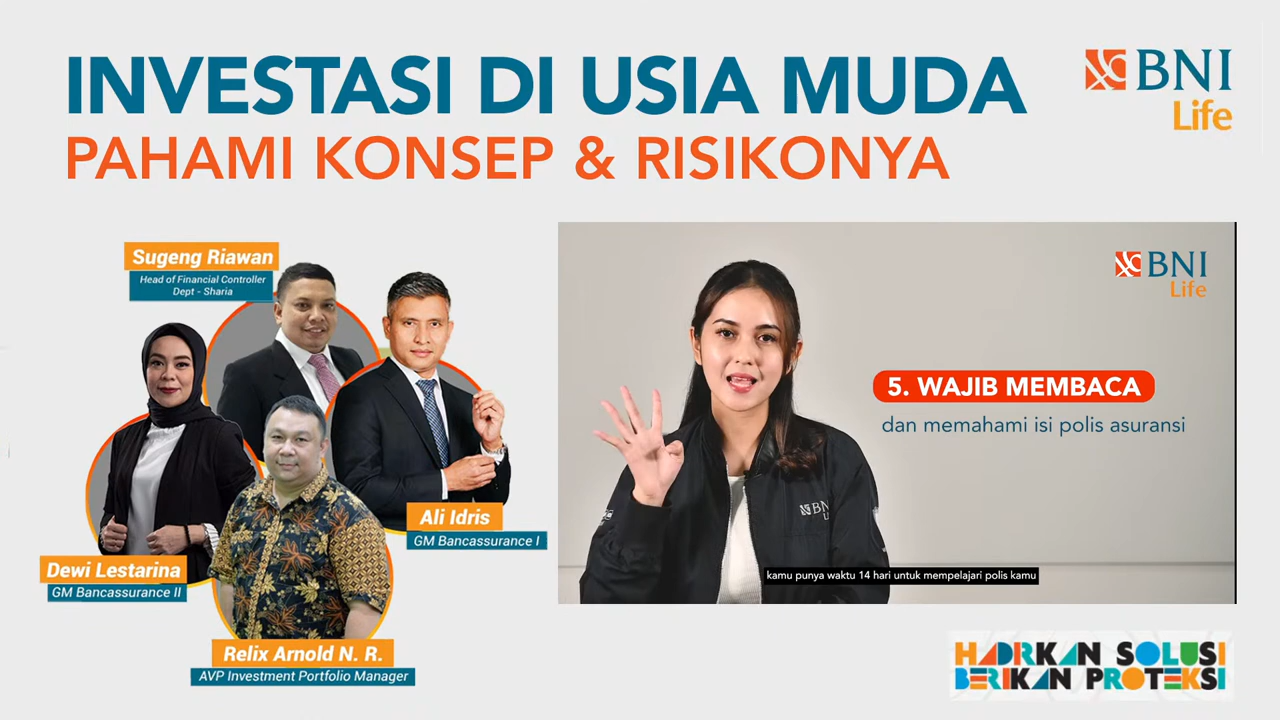 INVESTASI DI USIA MUDA
PAHAMI KONSEP & RISIKONYA
BNI
Life
Sugeng Riawan
Head of Financial Controller
Dept - Sharia
Ali Idris
GM Bancassurance I
Dewi Lestarina
GM Bancassurance II
Relix Arnold N. R.
AVP Investment Portfolio Manager
BNI
Life
5. WAJIB MEMBACA
dan memahami isi polis asuransi
BNI
Life
kamu punya waktu 14 hari untuk mempelajari polis kamu
HADIRKAN SOLUSI
BERIKAN PROTEKSI